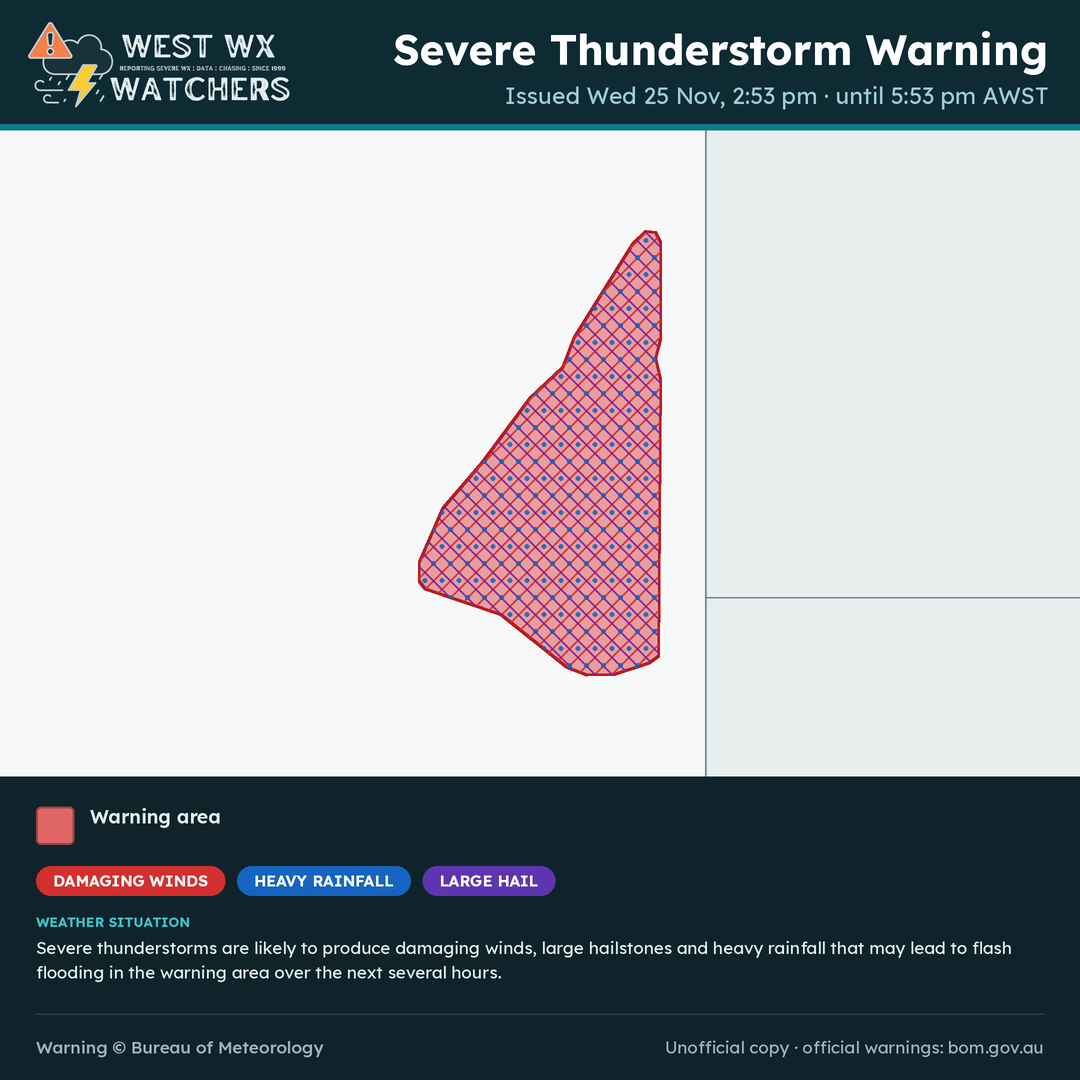 WEST WX
REPORTING SEVERE WX : DATA : CHASING : SINCE 1999
WATCHERS
Severe Thunderstorm Warning
Issued Wed 25 Nov, 2:53 pm · until 5:53 pm AWST
Warning area
DAMAGING WINDS
HEAVY RAINFALL
LARGE HAIL
WEATHER SITUATION
Severe thunderstorms are likely to produce damaging winds, large hailstones and heavy rainfall that may lead to flash
flooding in the warning area over the next several hours.
Warning © Bureau of Meteorology
Unofficial copy · official warnings: bom.gov.au